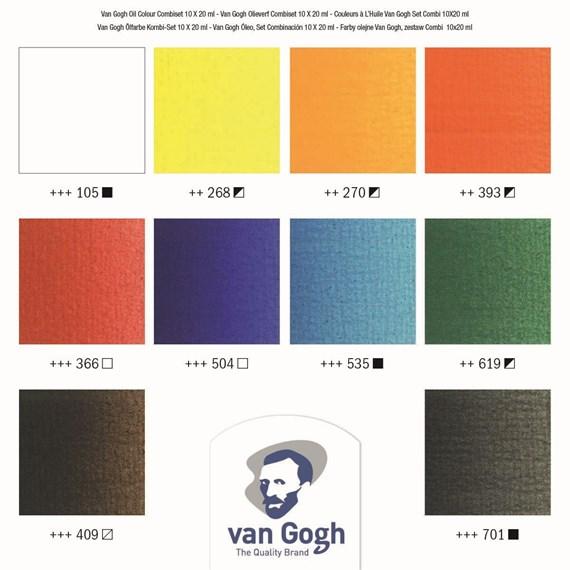 Van Gogh Oil Colour Combiset 10 X 20 ml - Van Gogh Olieverf Combiset 10 X 20 ml - Couleurs à L'Huile Van Gogh Set Combi 10X20 ml
Van Gogh Ölfarbe Kombi-Set 10 X 20 ml - Van Gogh Óleo, Set Combinación 10 X 20 ml - Farby olejne Van Gogh, zestaw Combi 10x20 ml
+++ 105
++ 268
++ 270
++ 393
+++ 366
+++ 504
+++ 535
++ 619
+++ 409
+++ 701
van Gogh
The Quality Brand